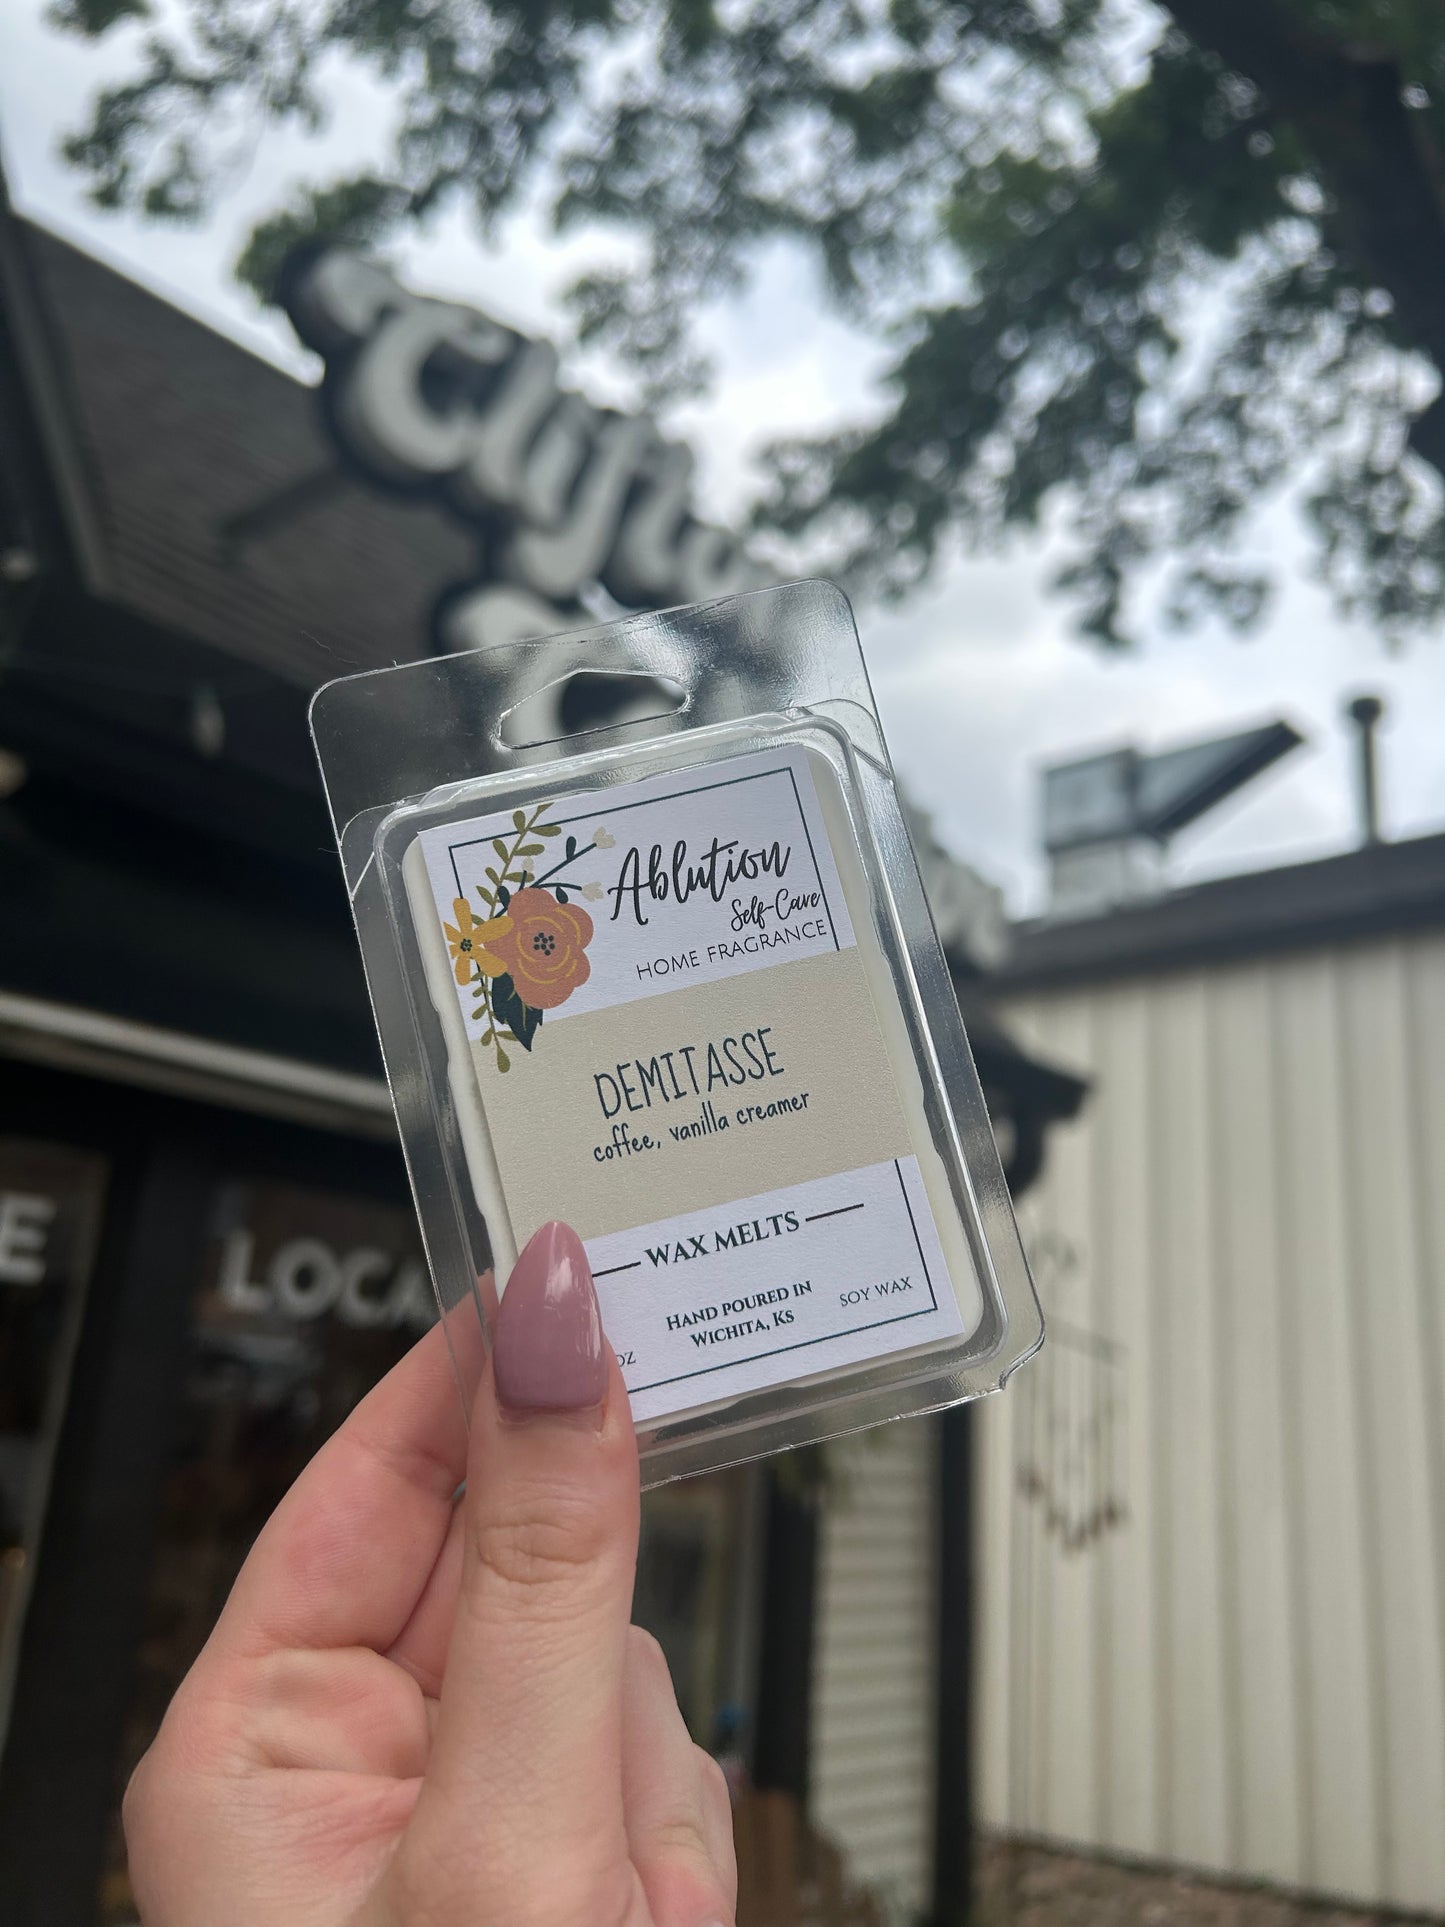 Ablution
Self-Care
HOME FRAGRANCE
DEMITASSE
coffee, vanilla creamer
WAX MELTS
HAND POURED IN
WICHITA, KS
SOY WAX
OZ
E
LOCA